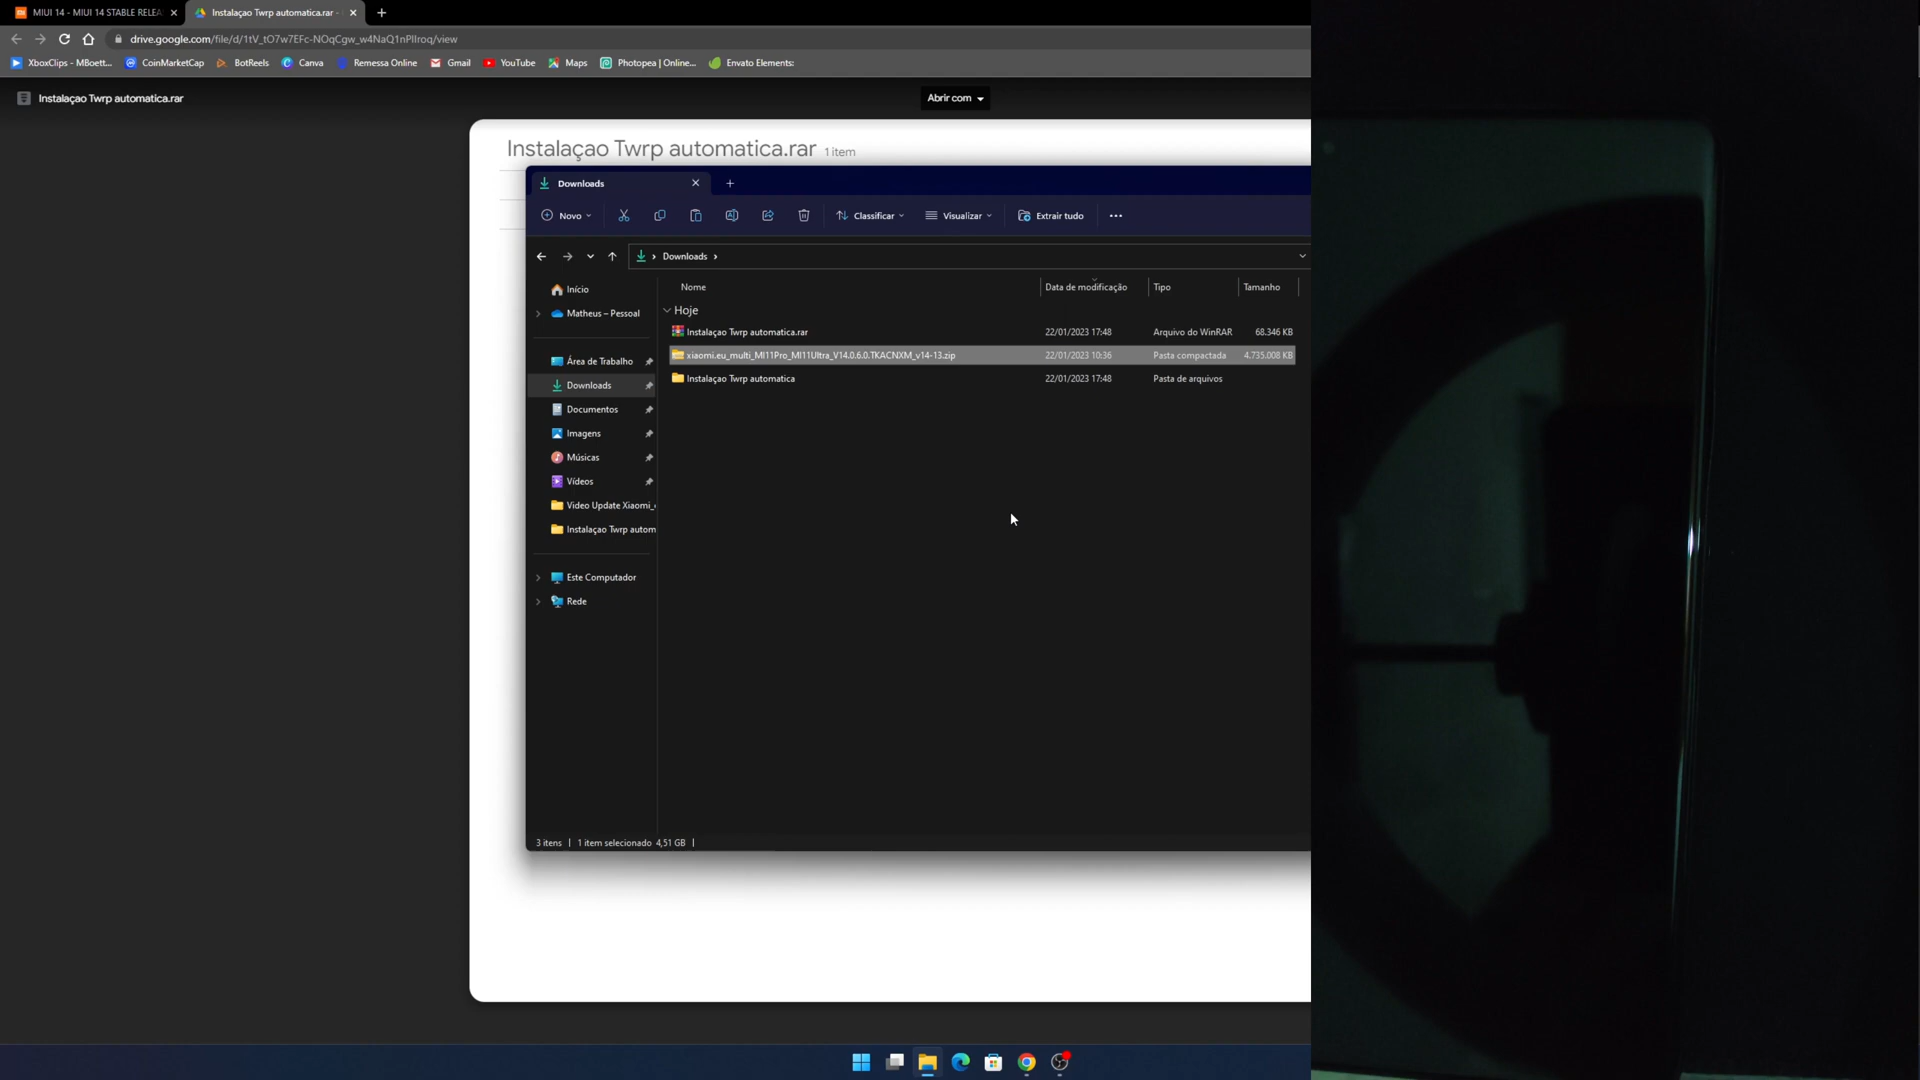 MIUI 14 - MIUI 14 STABLE RELEA
Instalaçao Twrp automatica.rar -
drive.google.com/file/d/1tV_tO7w7EFc-NOqCgw_w4NaQ1nPIIroq/view
XboxClips - MBoett... CoinMarketCap BotReels Canva Remessa Online Gmail YouTube Maps Photopea | Online... Envato Elements:
Instalaçao Twrp automatica.rar
Abrir com
Instalaçao Twrp automatica.rar 1 item
Downloads
Novo Classificar Visualizar Extrair tudo
Downloads
Nome Data de modificação Tipo Tamanho
Início
Matheus – Pessoal
Área de Trabalho
Downloads
Documentos
Imagens
Músicas
Vídeos
Video Update Xiaomi_
Instalaçao Twrp autom
Este Computador
Rede
Hoje
Instalaçao Twrp automatica.rar 22/01/2023 17:48 Arquivo do WinRAR 68.346 KB
xiaomi.eu_multi_MI11Pro_MI11Ultra_V14.0.6.0.TKACNXM_v14-13.zip 22/01/2023 10:36 Pasta compactada 4.735.008 KB
Instalaçao Twrp automatica 22/01/2023 17:48 Pasta de arquivos
3 itens 1 item selecionado 4,51 GB